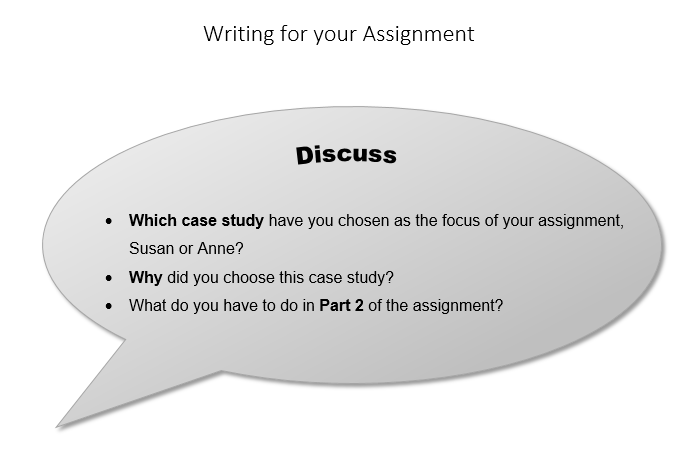 Writing for your Assignment
Discuss
• Which case study have you chosen as the focus of your assignment,
Susan or Anne?
• Why did you choose this case study?
• What do you have to do in Part 2 of the assignment?